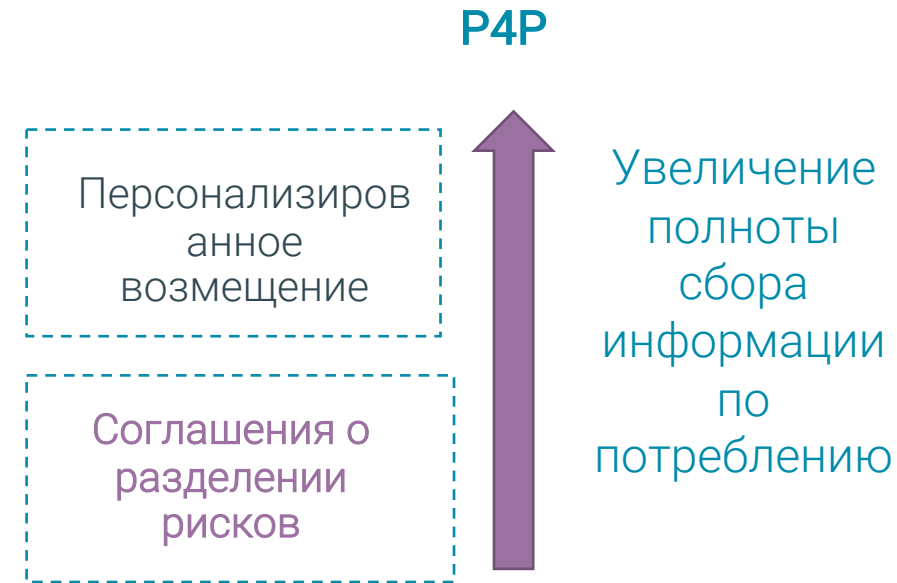 P4P
Персонализиров
анное
возмещение
Соглашения о
разделении
рисков
Увеличение
полноты
сбора
информации
по
потреблению